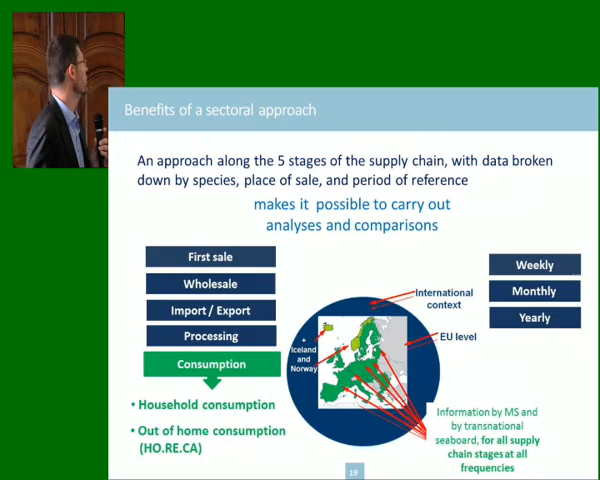 Benefits of a sectoral approach
An approach along the 5 stages of the supply chain, with data broken
down by species, place of sale, and period of reference
makes it possible to carry out
analyses and comparisons
First sale
Wholesale
Import / Export
Processing
Consumption
• Household consumption
• Out of home consumption
(HO.RE.CA)
+
Iceland
and
Norway
International
context
EU level
Weekly
Monthly
Yearly
Information by MS and
by transnational
seaboard, for all supply
chain stages at all
frequencies
19